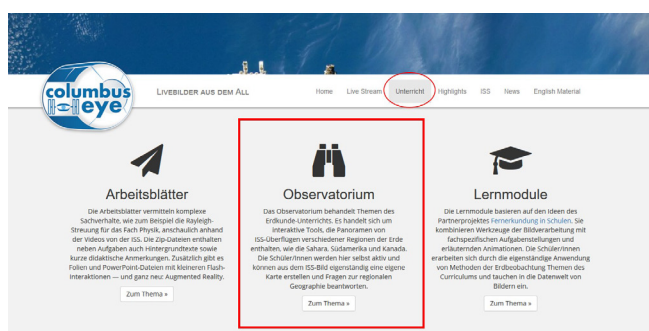 columbus
eye
LIVEBILDER AUS DEM ALL
Home Live Stream Unterricht Highlights ISS News English Material
Arbeitsblätter
Die Arbeitsblätter vermitteln komplexe
Sachverhalte, wie zum Beispiel die Rayleigh-
Streuung für das Fach Physik, anschaulich anhand
der Videos von der ISS. Die Zip-Dateien enthalten
neben Aufgaben auch Hintergrundtexte sowie
kurze didaktische Anmerkungen. Zusätzlich gibt es
Folien und PowerPoint-Dateien mit kleineren Flash-
Interaktionen — und ganz neu: Augmented Reality.
Zum Thema »
Observatorium
Das Observatorium behandelt Themen des
Erdkunde-Unterrichts. Es handelt sich um
interaktive Tools, die Panoramen von
ISS-Überflügen verschiedener Regionen der Erde
enthalten, wie die Sahara, Südamerika und Kanada.
Die Schüler/innen werden hier selbst aktiv und
können aus dem ISS-Bild eigenständig eine eigene
Karte erstellen und Fragen zur regionalen
Geographie beantworten.
Zum Thema »
Lernmodule
Die Lernmodule basieren auf den Ideen des
Partnerprojektes Fernerkundung in Schulen. Sie
kombinieren Werkzeuge der Bildverarbeitung mit
fachspezifischen Aufgabenstellungen und
erläuternden Animationen. Die Schüler/innen
erarbeiten sich durch die eigenständige Anwendung
von Methoden der Erdbeobachtung Themen des
Curriculums und tauchen in die Datenwelt von
Bildern ein.
Zum Thema »